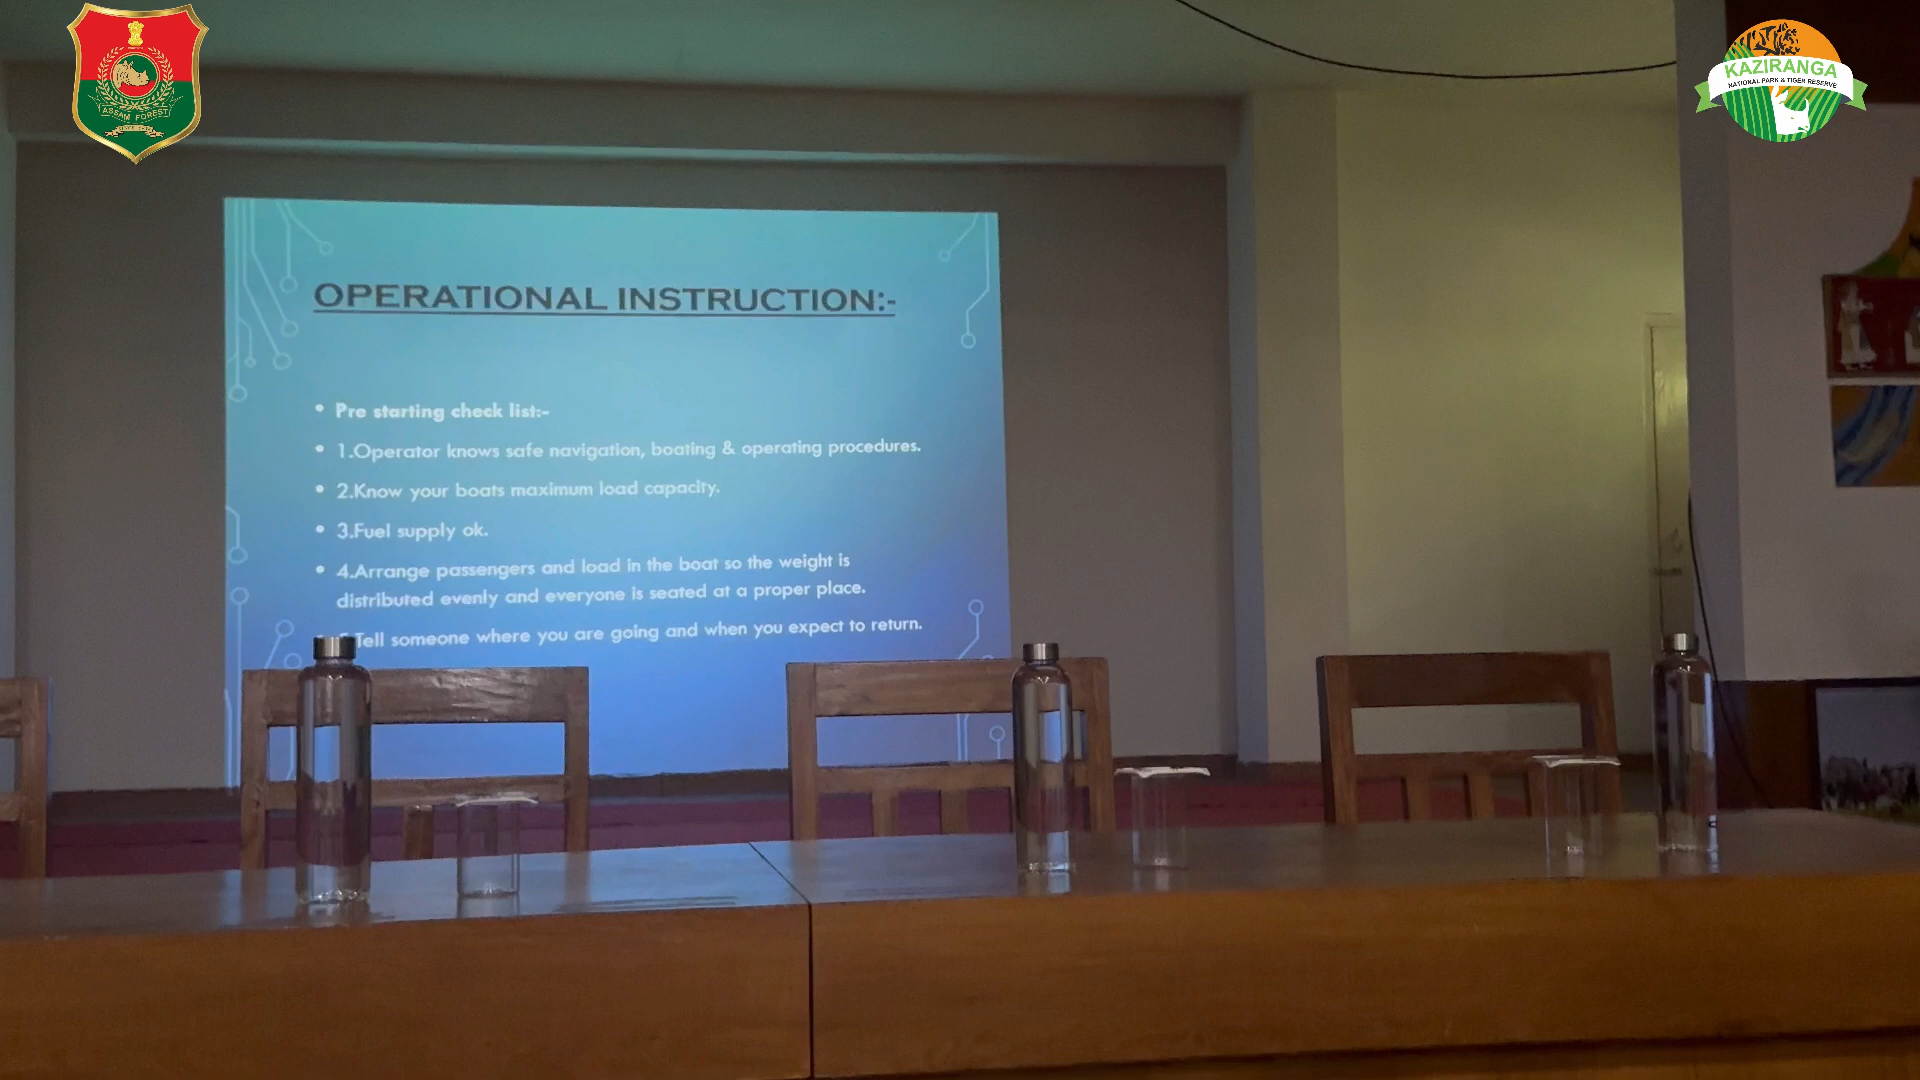 ASSAM FOREST
KAZIRANGA
NATIONAL PARK & TIGER RESERVE
OPERATIONAL INSTRUCTION:-
• Pre starting check list:-
• 1.Operator knows safe navigation, boating & operating procedures.
• 2.Know your boats maximum load capacity.
• 3.Fuel supply ok.
• 4.Arrange passengers and load in the boat so the weight is
distributed evenly and everyone is seated at a proper place.
Tell someone where you are going and when you expect to return.